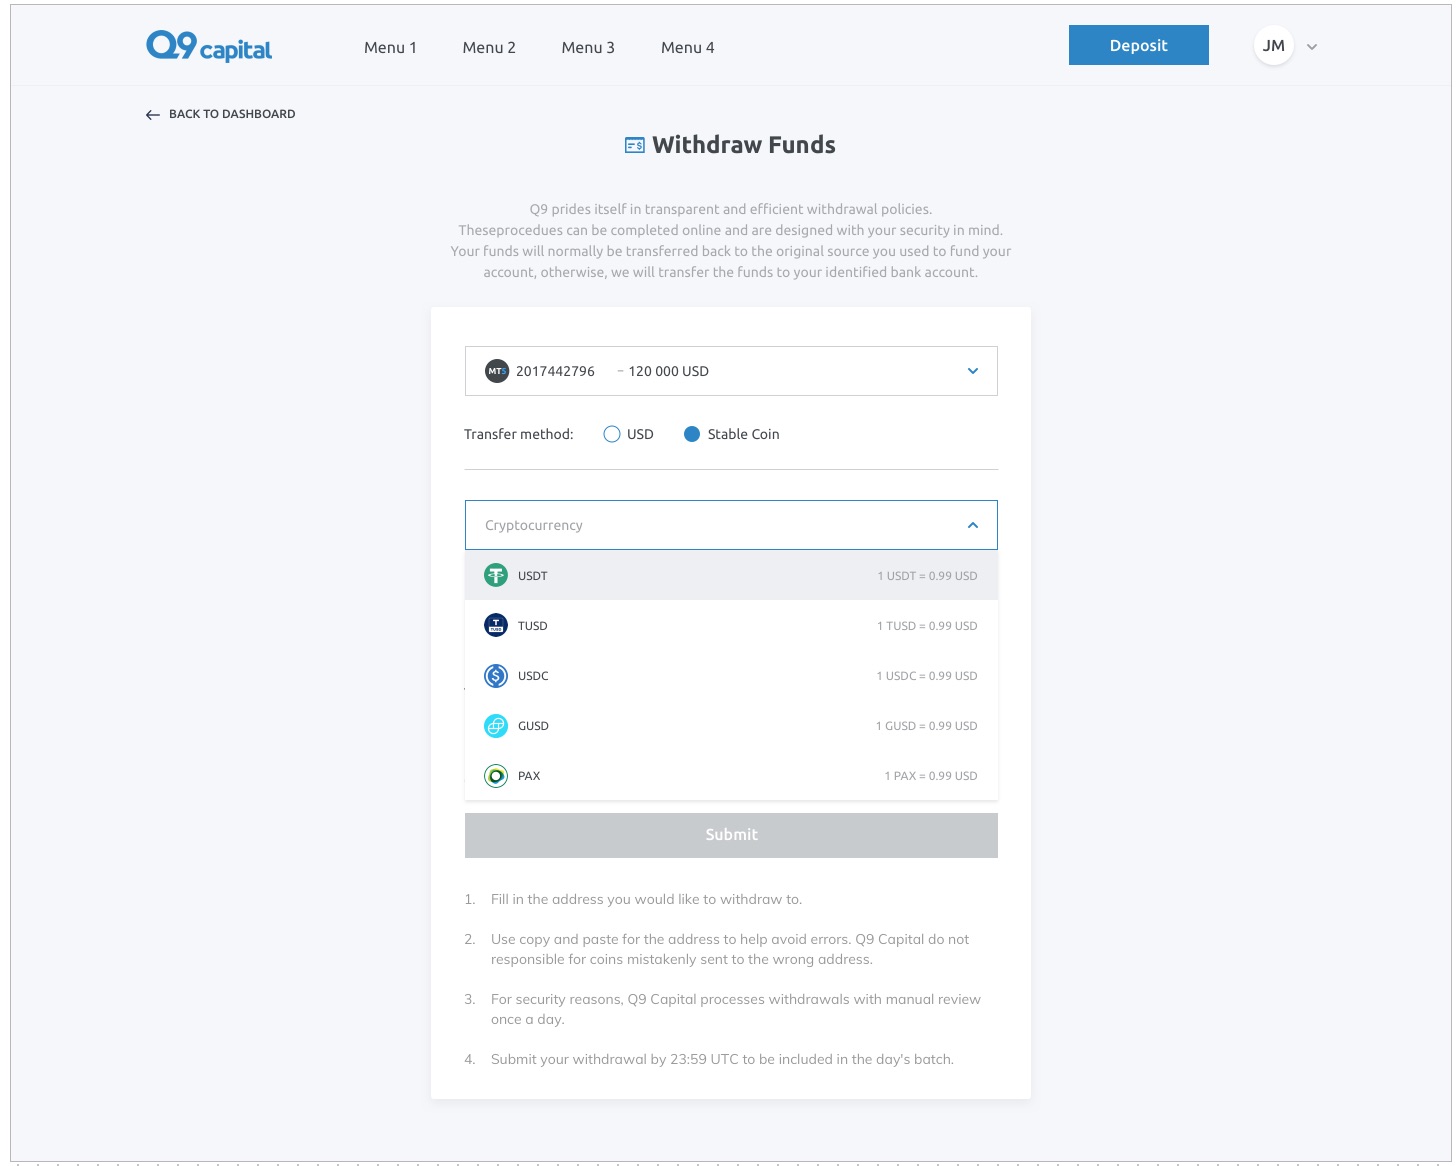 Q9 capital
Menu 1
Menu 2
Menu 3
Menu 4
Deposit
JM
BACK TO DASHBOARD
Withdraw Funds
Q9 prides itself in transparent and efficient withdrawal policies.
Theseprocedues can be completed online and are designed with your security in mind.
Your funds will normally be transferred back to the original source you used to fund your
account, otherwise, we will transfer the funds to your identified bank account.
MTS 2017442796 – 120 000 USD
Transfer method: USD Stable Coin
Cryptocurrency
USDT 1 USDT = 0.99 USD
TUSD 1 TUSD = 0.99 USD
USDC 1 USDC = 0.99 USD
GUSD 1 GUSD = 0.99 USD
PAX 1 PAX = 0.99 USD
Submit
1. Fill in the address you would like to withdraw to.
2. Use copy and paste for the address to help avoid errors. Q9 Capital do not
responsible for coins mistakenly sent to the wrong address.
3. For security reasons, Q9 Capital processes withdrawals with manual review
once a day.
4. Submit your withdrawal by 23:59 UTC to be included in the day's batch.